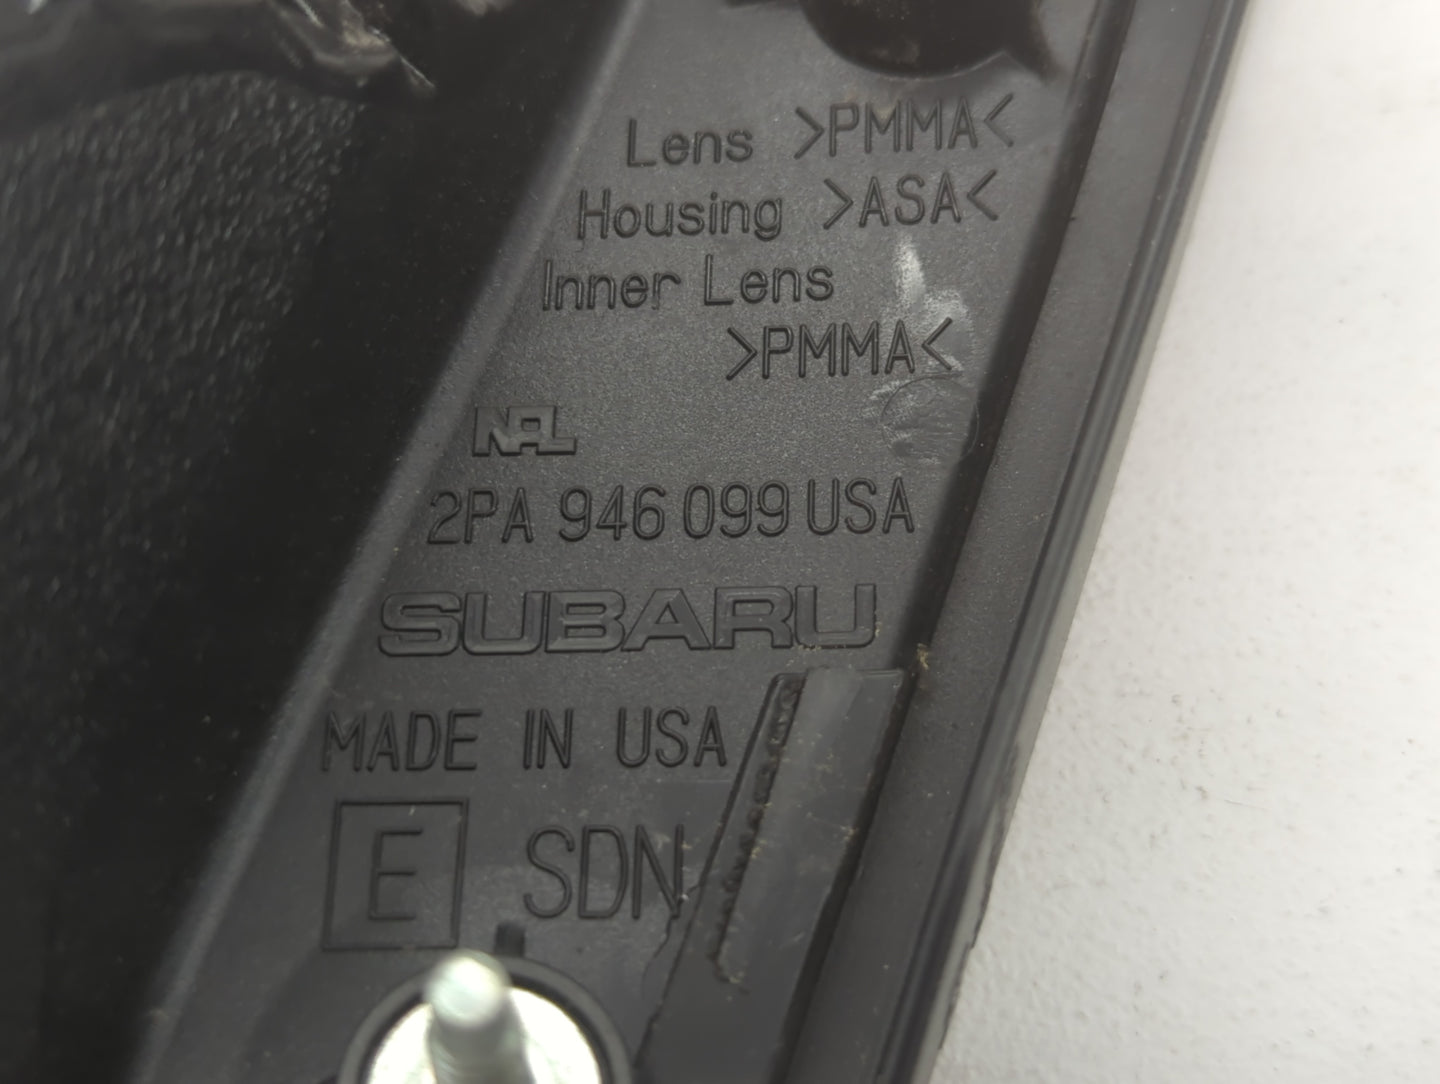 Lens >PMMA<
Housing >ASA<
Inner Lens
>PMMA<
NAL
2PA 946 099 USA
SUBARU
MADE IN USA
E SDN